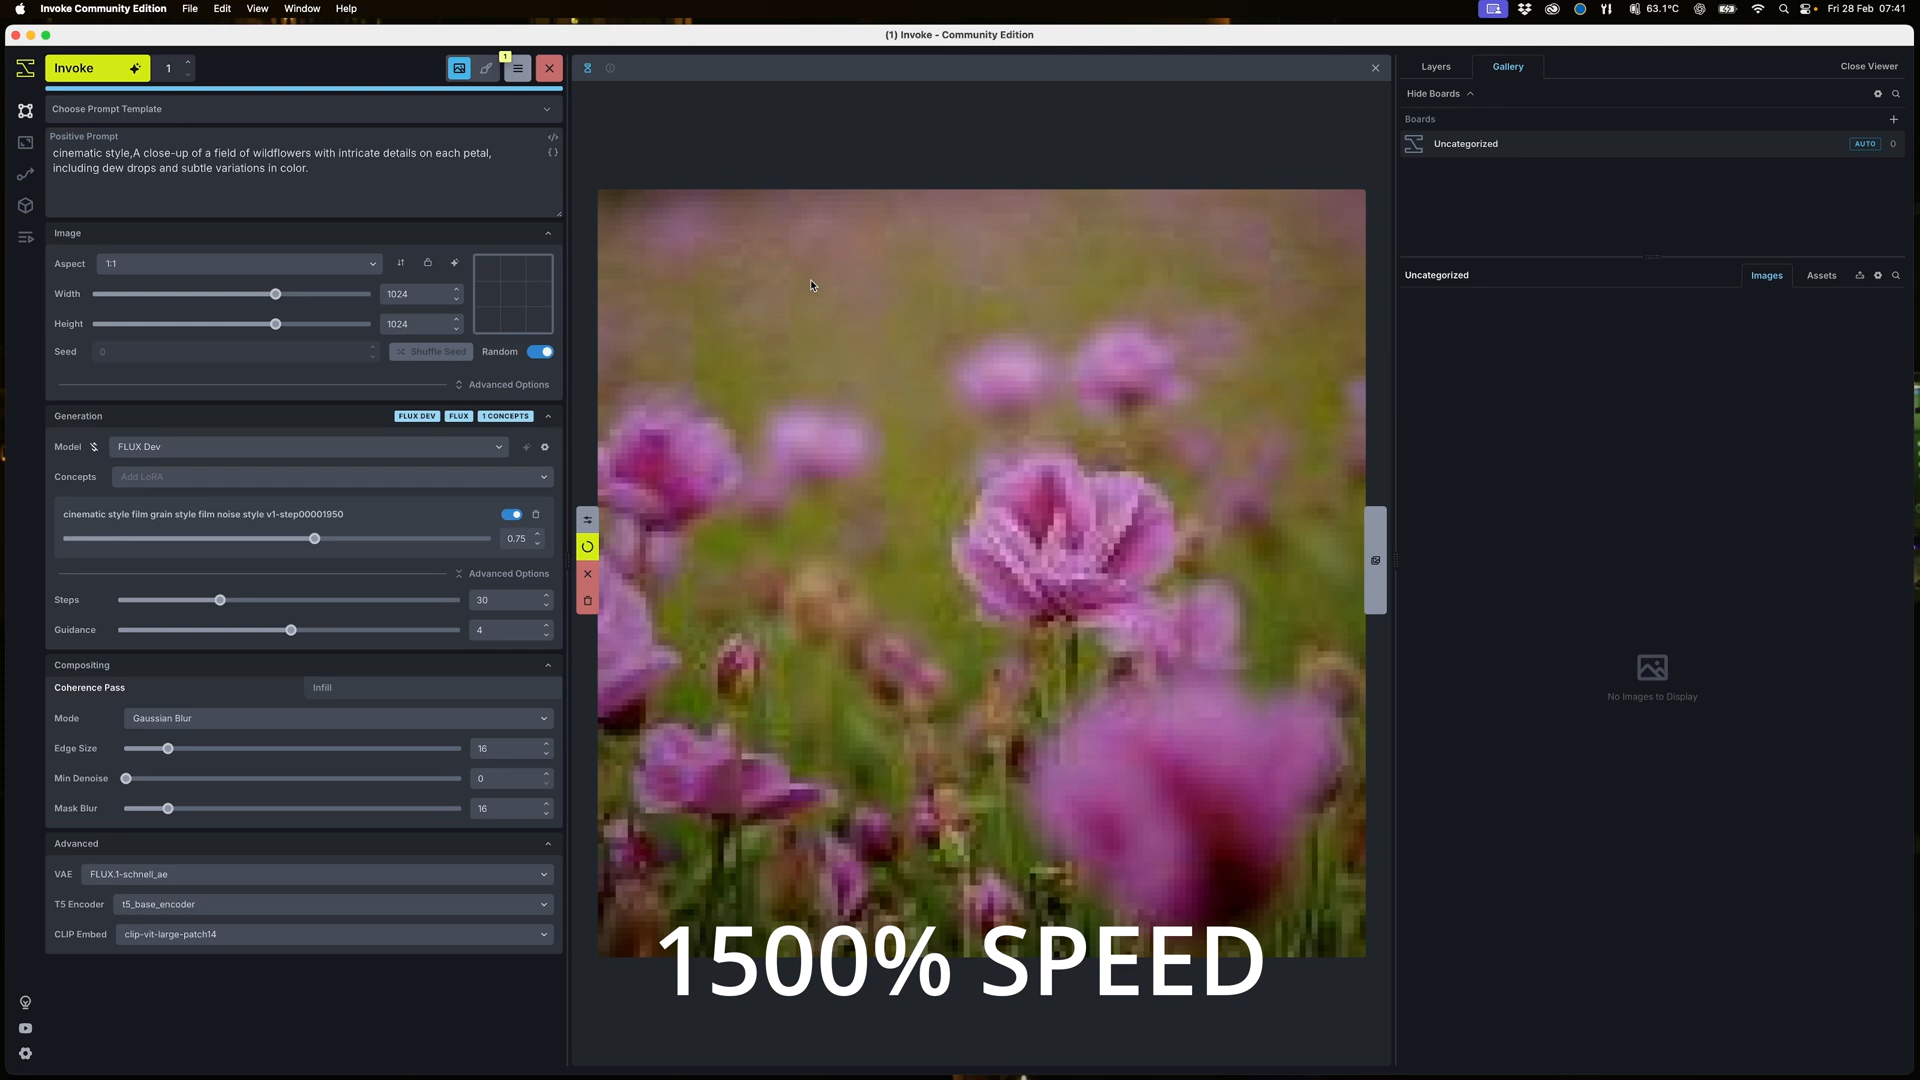 Invoke Community Edition File Edit View Window Help
63.1°C Fri 28 Feb 07:41
(1) Invoke - Community Edition
Invoke 1 1
Choose Prompt Template
Positive Prompt
cinematic style,A close-up of a field of wildflowers with intricate details on each petal,
including dew drops and subtle variations in color.
Image
Aspect 1:1
Width 1024
Height 1024
Seed 0 Shuffle Seed Random
Advanced Options
Generation FLUX DEV FLUX 1 CONCEPTS
Model FLUX Dev
Concepts Add LoRA
cinematic style film grain style film noise style v1-step00001950
0.75
Advanced Options
Steps 30
Guidance 4
Compositing
Coherence Pass Infill
Mode Gaussian Blur
Edge Size 16
Min Denoise 0
Mask Blur 16
Advanced
VAE FLUX.1-schnell_ae
T5 Encoder t5_base_encoder
CLIP Embed clip-vit-large-patch14
1500% SPEED
Layers Gallery Close Viewer
Hide Boards
Boards
Uncategorized AUTO 0
Uncategorized Images Assets
No Images to Display